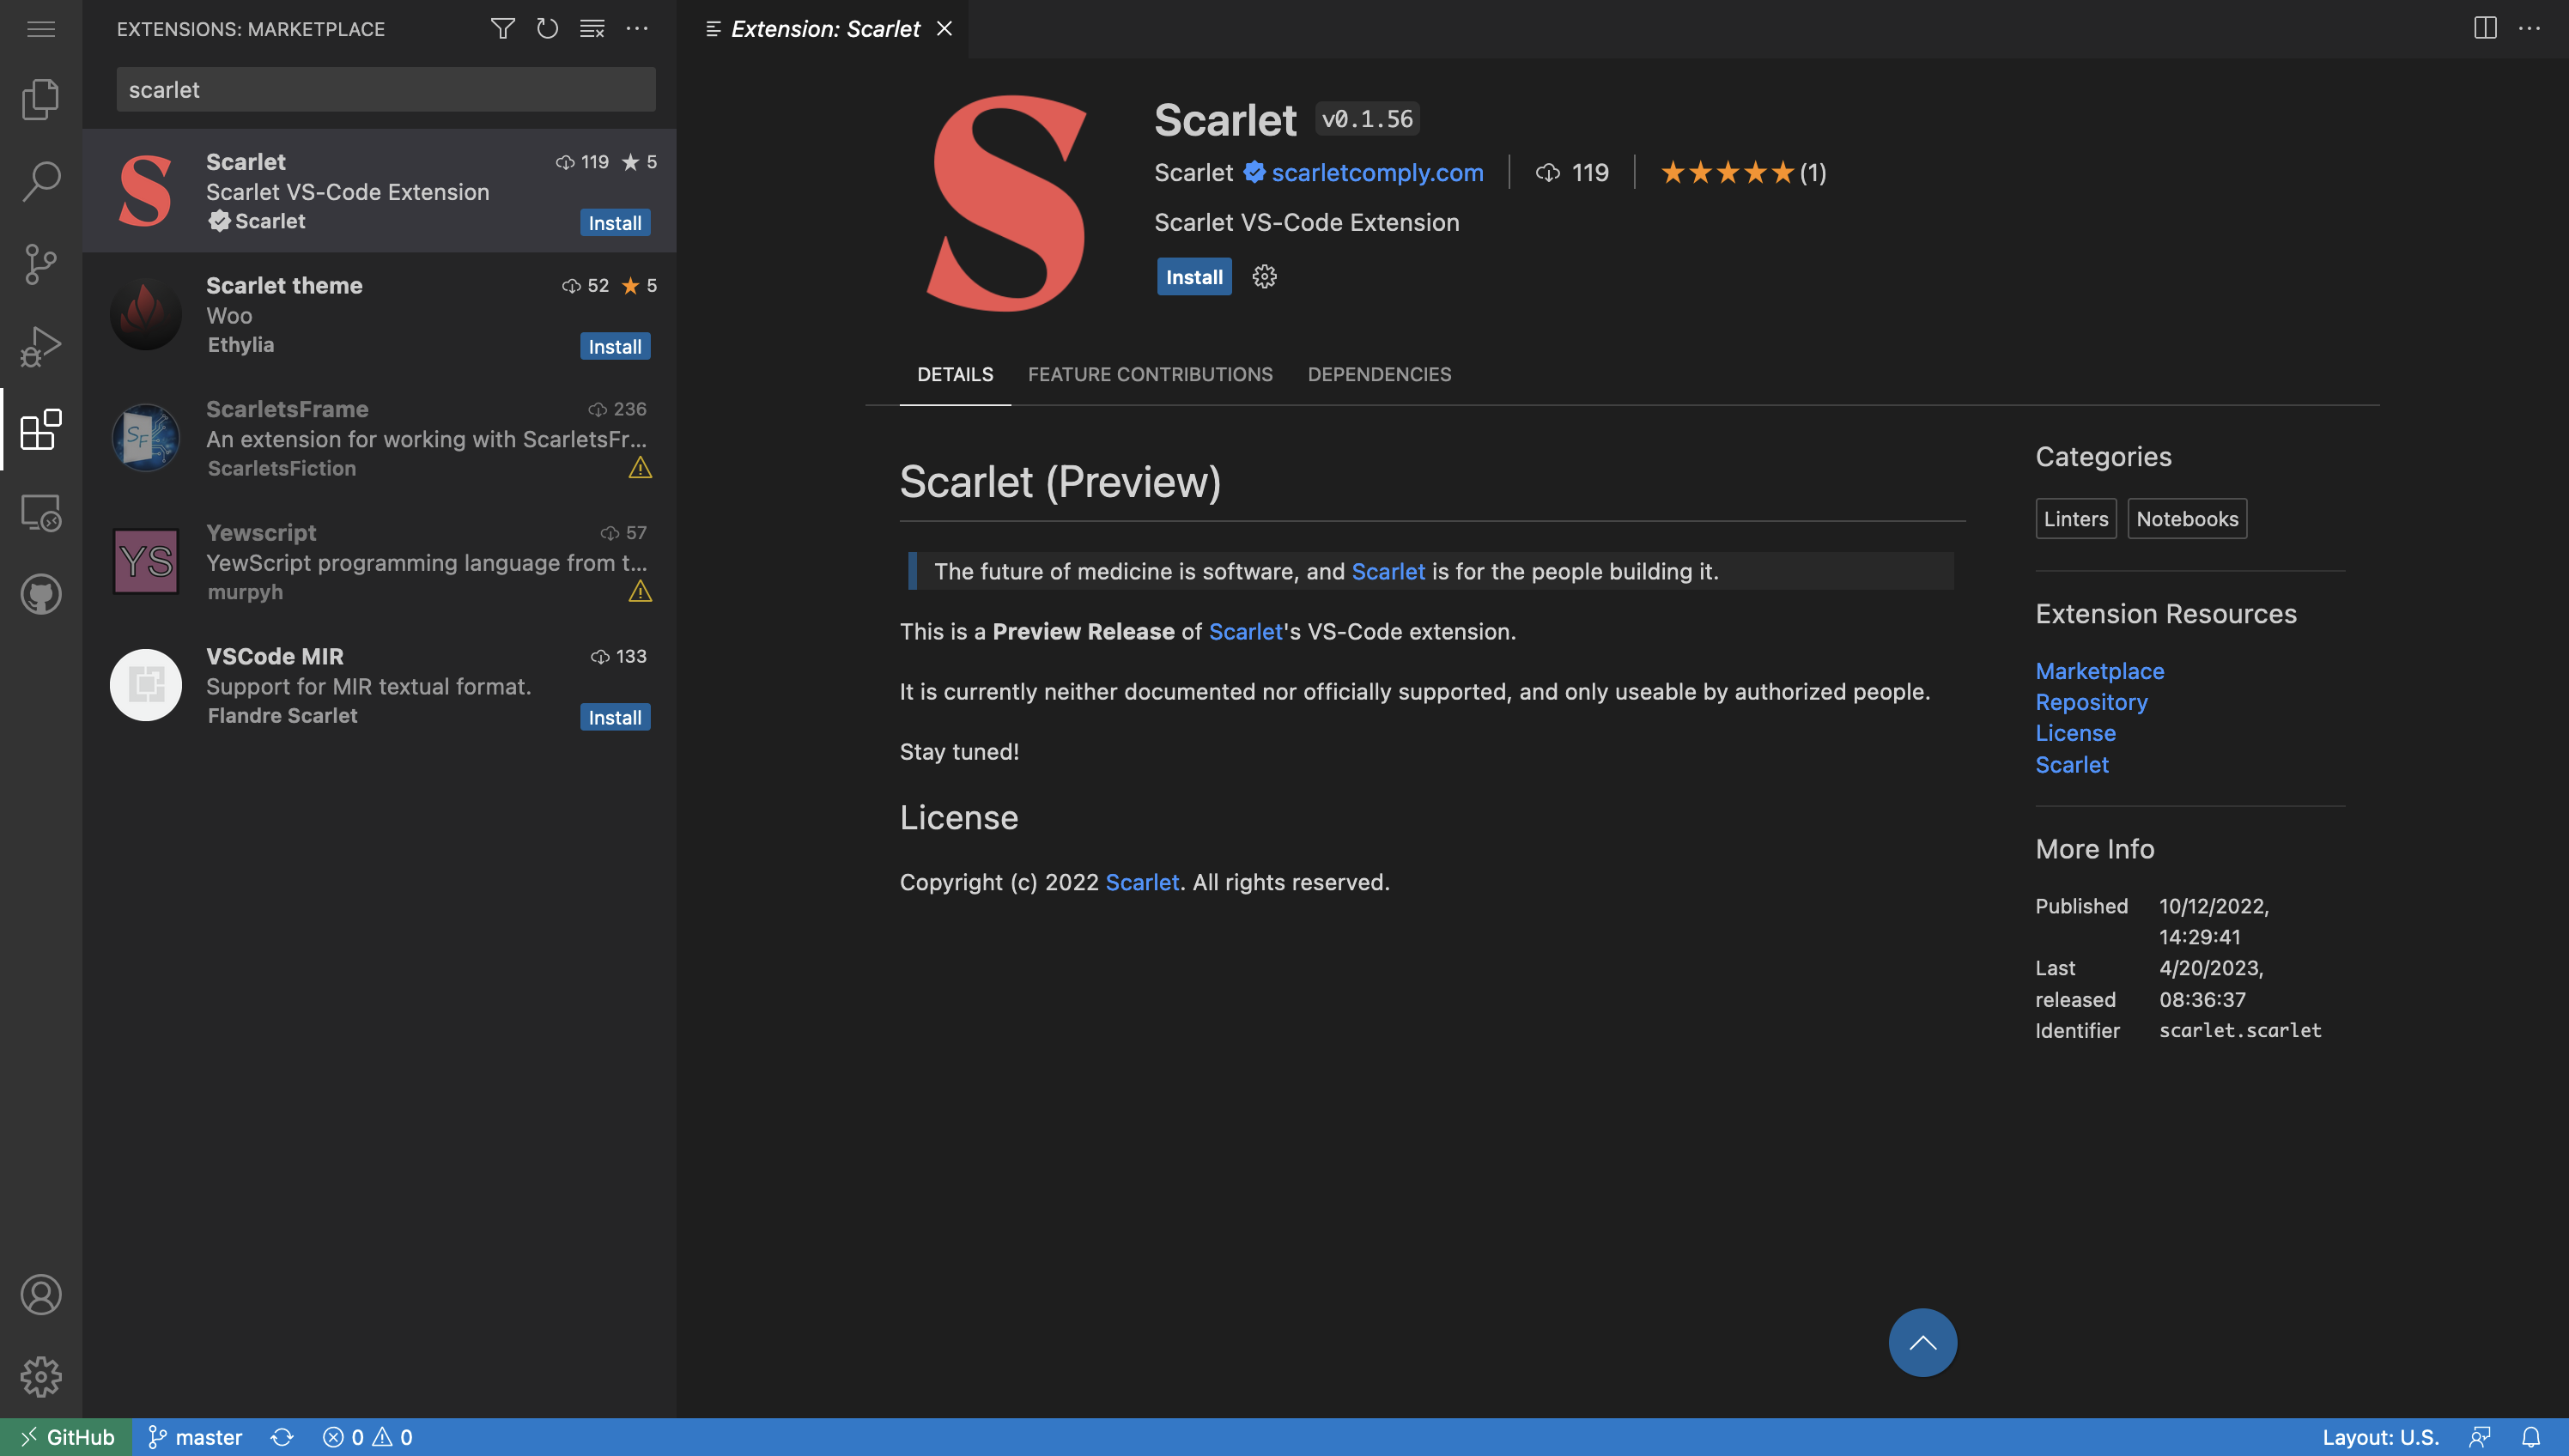 EXTENSIONS: MARKETPLACE
scarlet
Scarlet 119 5
Scarlet VS-Code Extension
Scarlet Install
Scarlet theme 52 5
Woo
Ethylia Install
ScarletsFrame 236
SF
An extension for working with ScarletsFr...
ScarletsFiction
Yewscript 57
YS
YewScript programming language from t...
murpyh
VSCode MIR 133
Support for MIR textual format.
Flandre Scarlet Install
Extension: Scarlet
S
Scarlet v0.1.56
Scarlet scarletcomply.com 119 (1)
Scarlet VS-Code Extension
Install
DETAILS FEATURE CONTRIBUTIONS DEPENDENCIES
Scarlet (Preview)
The future of medicine is software, and Scarlet is for the people building it.
This is a Preview Release of Scarlet's VS-Code extension.
It is currently neither documented nor officially supported, and only useable by authorized people.
Stay tuned!
License
Copyright (c) 2022 Scarlet. All rights reserved.
Categories
Linters Notebooks
Extension Resources
Marketplace
Repository
License
Scarlet
More Info
Published 10/12/2022,
14:29:41
Last 4/20/2023,
released 08:36:37
Identifier scarlet.scarlet
GitHub master 0 0 Layout: U.S.